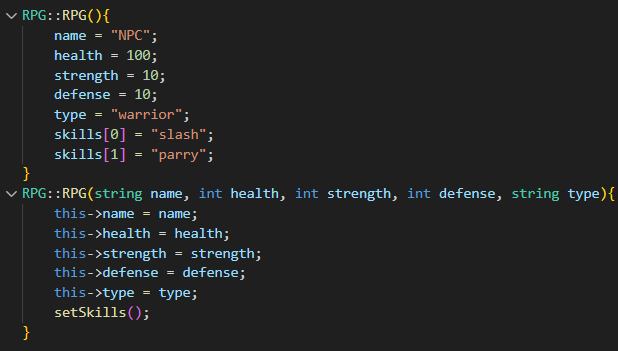 RPG::RPG(){
name = "NPC";
health = 100;
strength = 10;
defense = 10;
type = "warrior";
skills[0] = "slash";
skills[1] = "parry";
}
RPG::RPG(string name, int health, int strength, int defense, string type){
this->name = name;
this->health = health;
this->strength = strength;
this->defense = defense;
this->type = type;
setSkills();
}